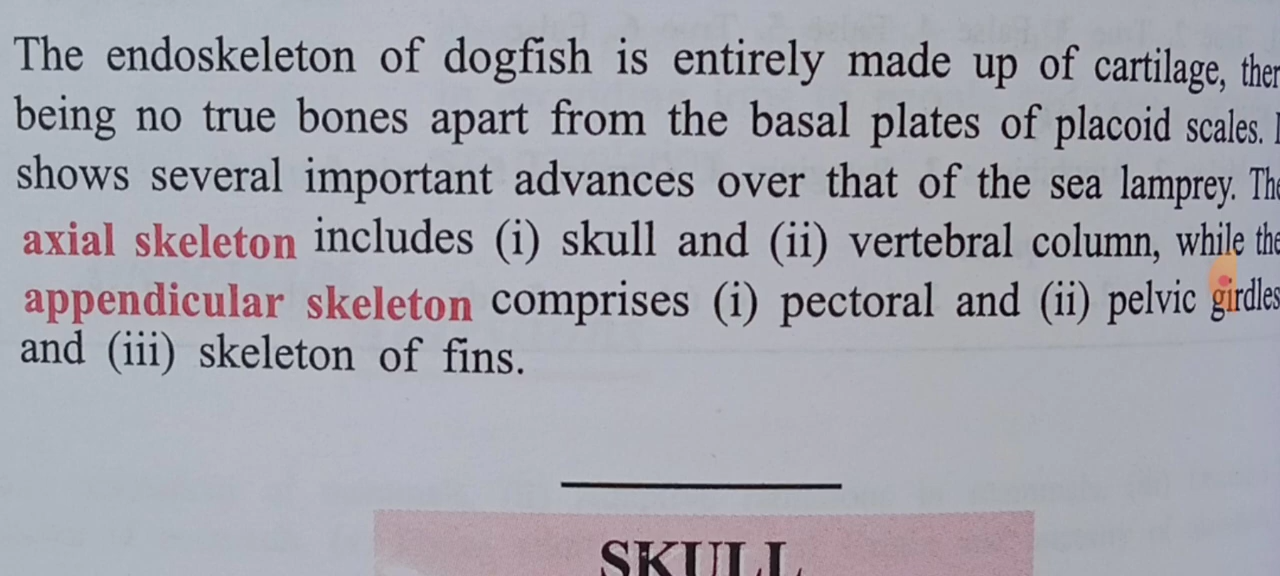 The endoskeleton of dogfish is entirely made up of cartilage, ther
being no true bones apart from the basal plates of placoid scales.
shows several important advances over that of the sea lamprey. The
axial skeleton includes (i) skull and (ii) vertebral column, while the
appendicular skeleton comprises (i) pectoral and (ii) pelvic girdles
and (iii) skeleton of fins.
SKULL